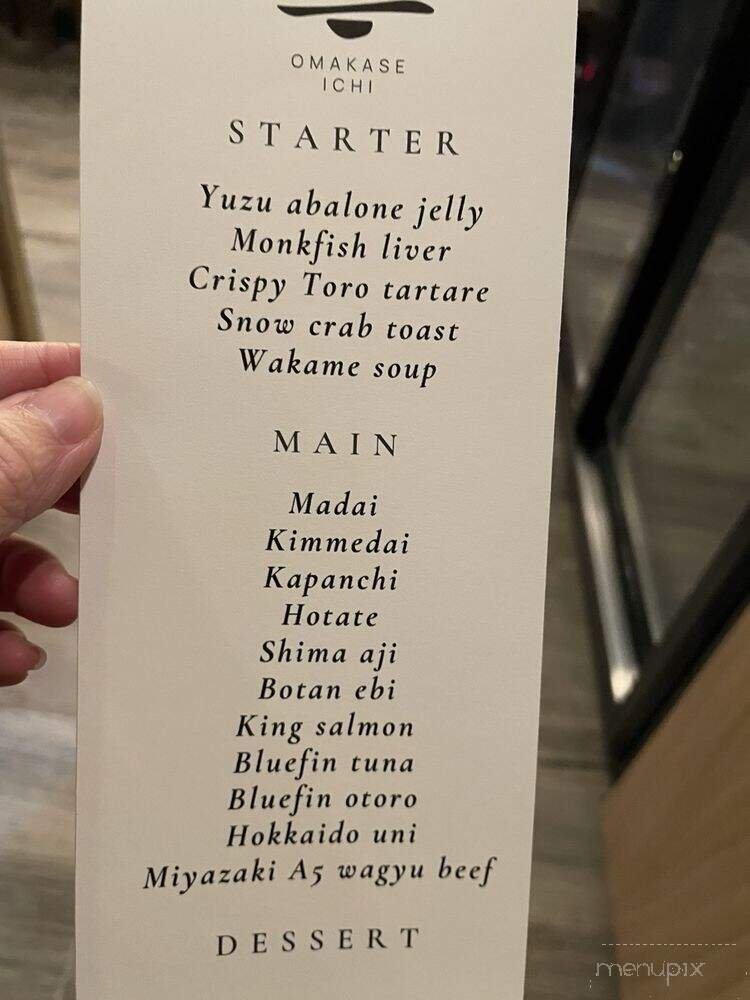 OMAKASE
ICHI
STARTER
Yuzu abalone jelly
Monkfish liver
Crispy Toro tartare
Snow crab toast
Wakame soup
MAIN
Madai
Kimmedai
Kapanchi
Hotate
Shima aji
Botan ebi
King salmon
Bluefin tuna
Bluefin otoro
Hokkaido uni
Miyazaki A5 wagyu beef
DESSERT
menupix